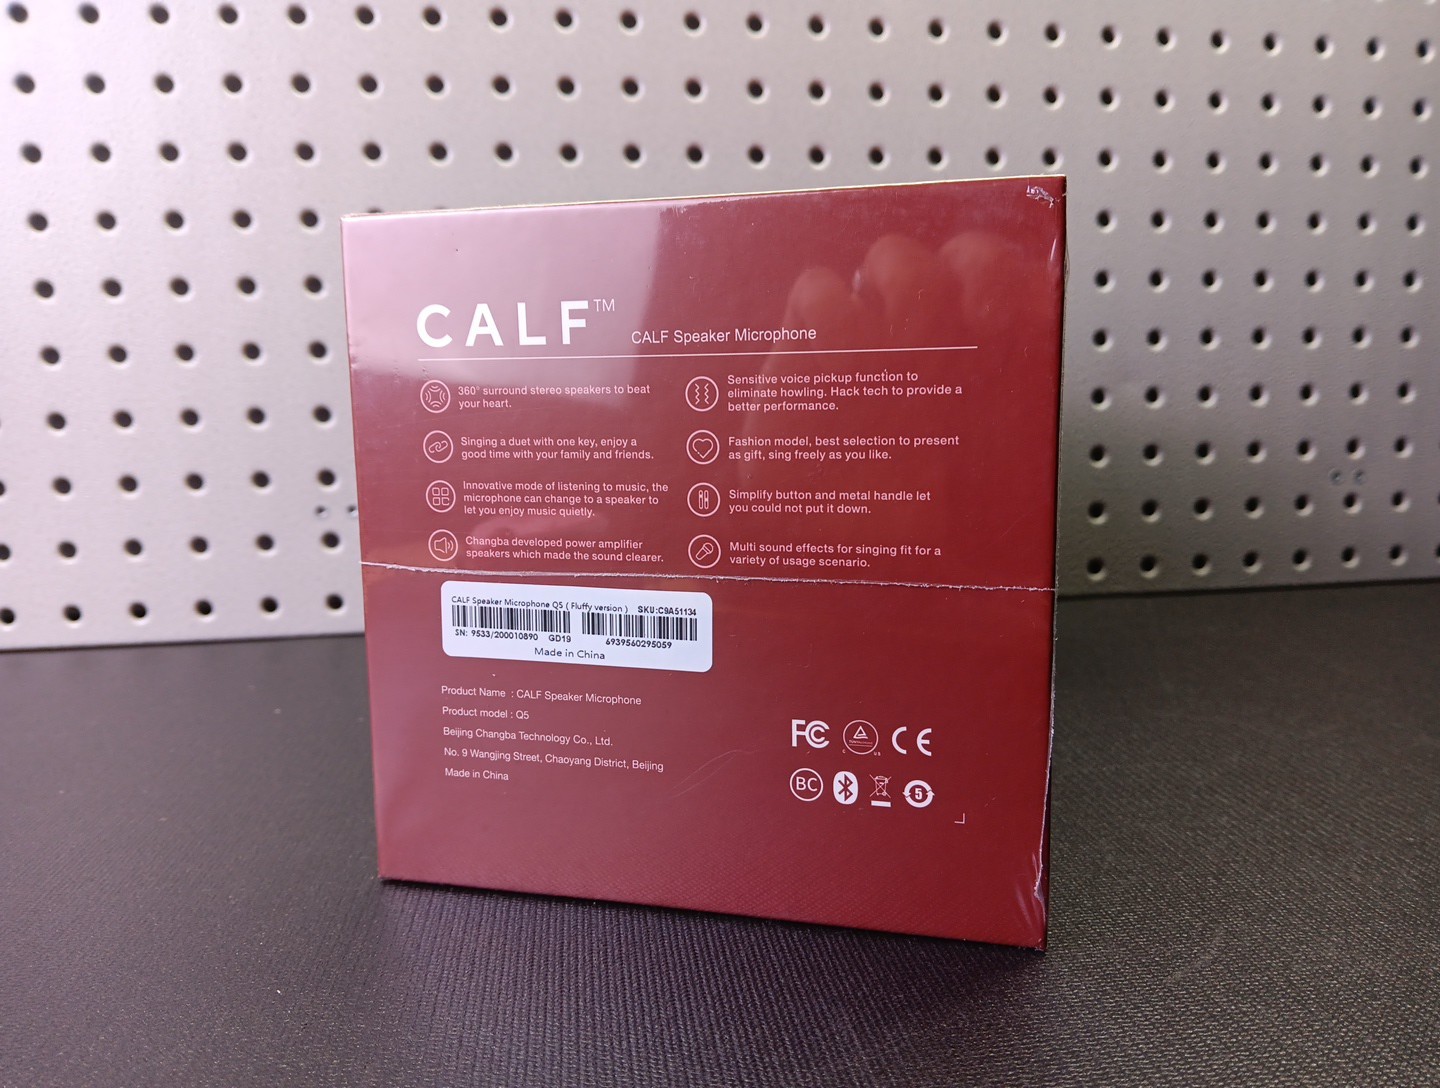 CALF™ CALF Speaker Microphone
360° surround stereo speakers to beat
your heart.
Singing a duet with one key, enjoy a
good time with your family and friends.
Innovative mode of listening to music, the
microphone can change to a speaker to
let you enjoy music quietly.
Changba developed power amplifier
speakers which made the sound clearer.
Sensitive voice pickup function to
eliminate howling. Hack tech to provide a
better performance.
Fashion model, best selection to present
as gift, sing freely as you like.
Simplify button and metal handle let
you could not put it down.
Multi sound effects for singing fit for a
variety of usage scenario.
CALF Speaker Microphone Q5 ( Fluffy version ) SKU:C9A51134
SN: 9533/200010890 GD19 6939560295059
Made in China
Product Name : CALF Speaker Microphone
Product model : Q5
Beijing Changba Technology Co., Ltd.
No. 9 Wangjing Street, Chaoyang District, Beijing
Made in China
FC CE
BC 5